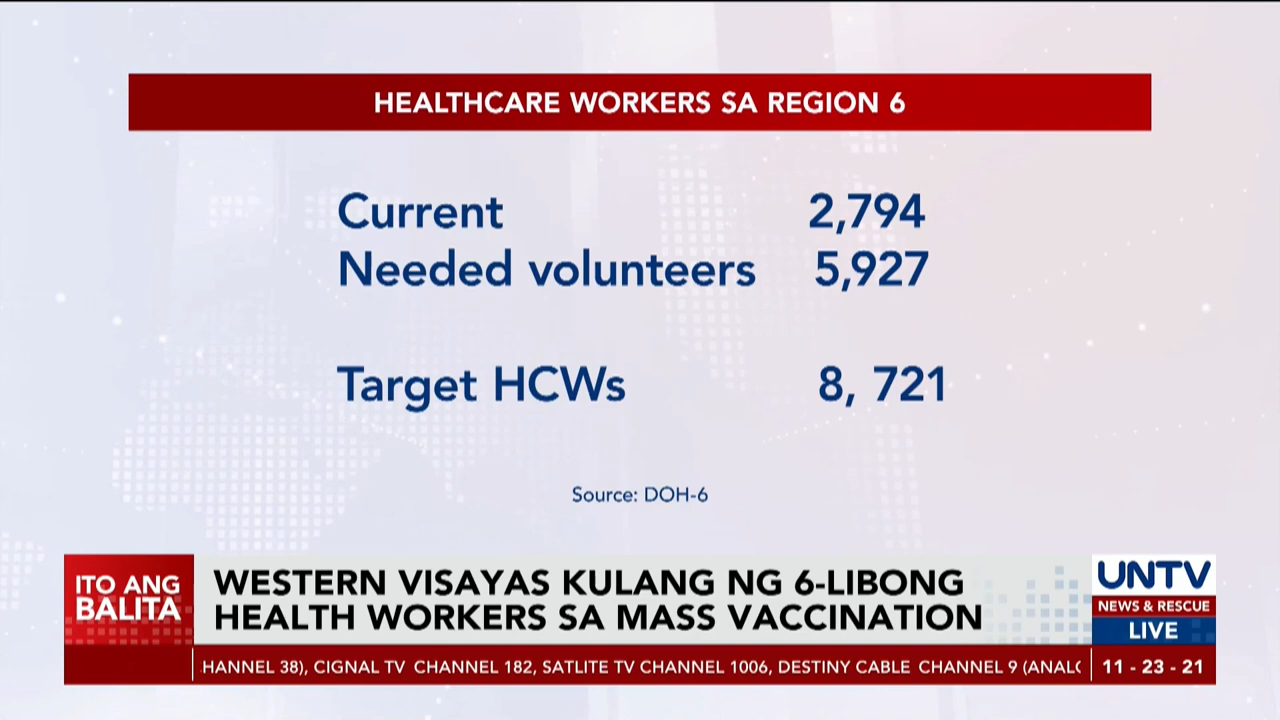 HEALTHCARE WORKERS SA REGION 6
Current 2,794
Needed volunteers 5,927
Target HCWs 8, 721
Source: DOH-6
ITO ANG
BALITA
WESTERN VISAYAS KULANG NG 6-LIBONG
HEALTH WORKERS SA MASS VACCINATION
UNTV
NEWS & RESCUE
LIVE
HANNEL 38), CIGNAL TV CHANNEL 182, SATLITE TV CHANNEL 1006, DESTINY CABLE CHANNEL 9 (ANALO
11 - 23 - 21